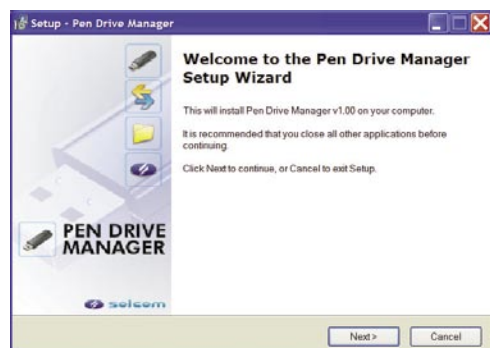 Setup - Pen Drive Manager
Welcome to the Pen Drive Manager
Setup Wizard
This will install Pen Drive Manager v1.00 on your computer.
It is recommended that you close all other applications before
continuing.
Click Next to continue, or Cancel to exit Setup.
PEN DRIVE
MANAGER
selcom
Next >
Cancel